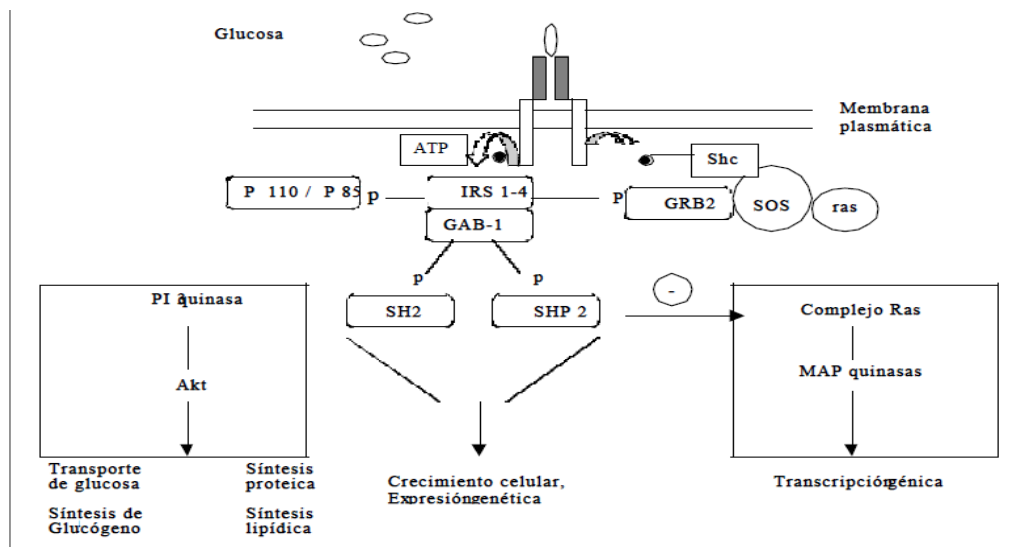 Glucosa
Membrana
plasmática
ATP
Shc
P 110 / P 85
p
IRS 1-4
P
GRB2
SOS
ras
GAB-1
p
p
SH2
SHP 2
-
PI 3quinasa
Akt
Complejo Ras
MAP quinasas
Transporte
de glucosa
Síntesis
proteica
Síntesis de
Glucógeno
Síntesis
lipídica
Crecimiento celular,
Expresióngenética
Transcripcióngénica